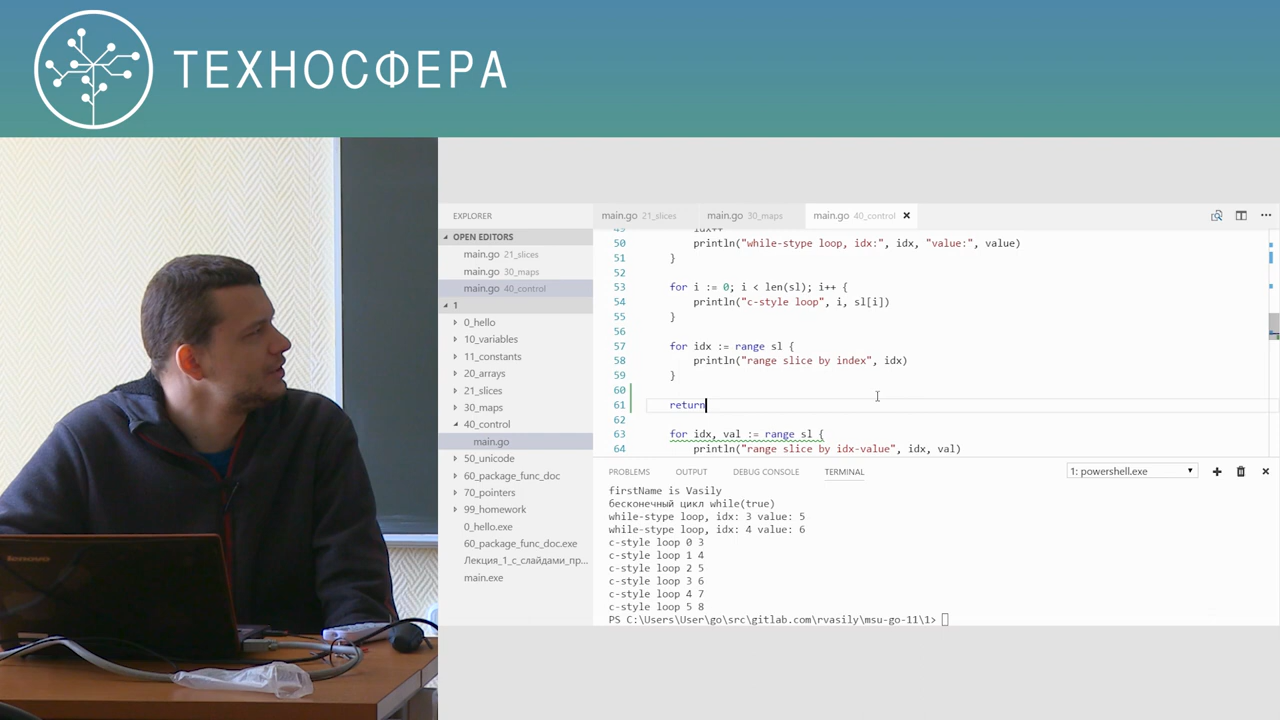 ТЕХНОСФЕРА
EXPLORER
OPEN EDITORS
main.go 21_slices
main.go 30_maps
main.go 40_control
1
0_hello
10_variables
11_constants
20_arrays
21_slices
30_maps
40_control
main.go
50_unicode
60_package_func_doc
70_pointers
99_homework
0_hello.exe
60_package_func_doc.exe
Лекция_1_с_слайдами_пр...
main.exe
main.go 21_slices main.go 30_maps main.go 40_control
49 idx++
50 println("while-stype loop, idx:", idx, "value:", value)
51 }
52
53 for i := 0; i < len(sl); i++ {
54 println("c-style loop", i, sl[i])
55 }
56
57 for idx := range sl {
58 println("range slice by index", idx)
59 }
60
61 return
62
63 for idx, val := range sl {
64 println("range slice by idx-value", idx, val)
PROBLEMS OUTPUT DEBUG CONSOLE TERMINAL 1: powershell.exe
firstName is Vasily
бесконечный цикл while(true)
while-stype loop, idx: 3 value: 5
while-stype loop, idx: 4 value: 6
c-style loop 0 3
c-style loop 1 4
c-style loop 2 5
c-style loop 3 6
c-style loop 4 7
c-style loop 5 8
PS C:\Users\User\go\src\gitlab.com\rvasily\msu-go-11\1>
lenovo